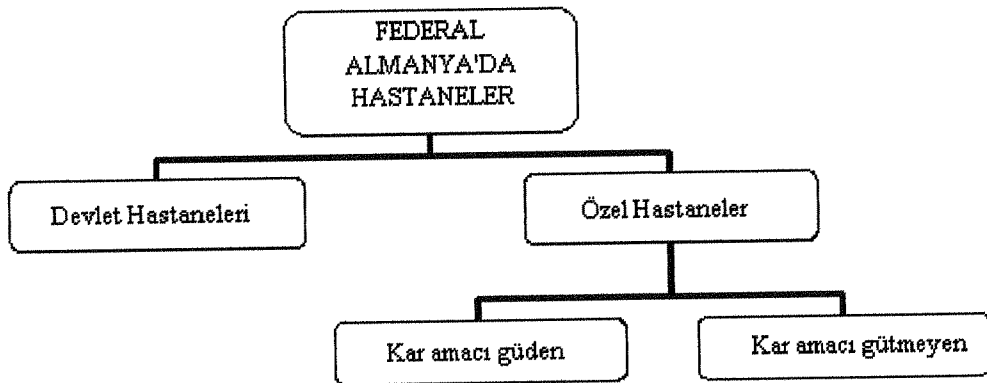 FEDERAL
ALMANYA'DA
HASTANELER
Devlet Hastaneleri
Özel Hastaneler
Kar amacı güden
Kar amacı gütmeyen